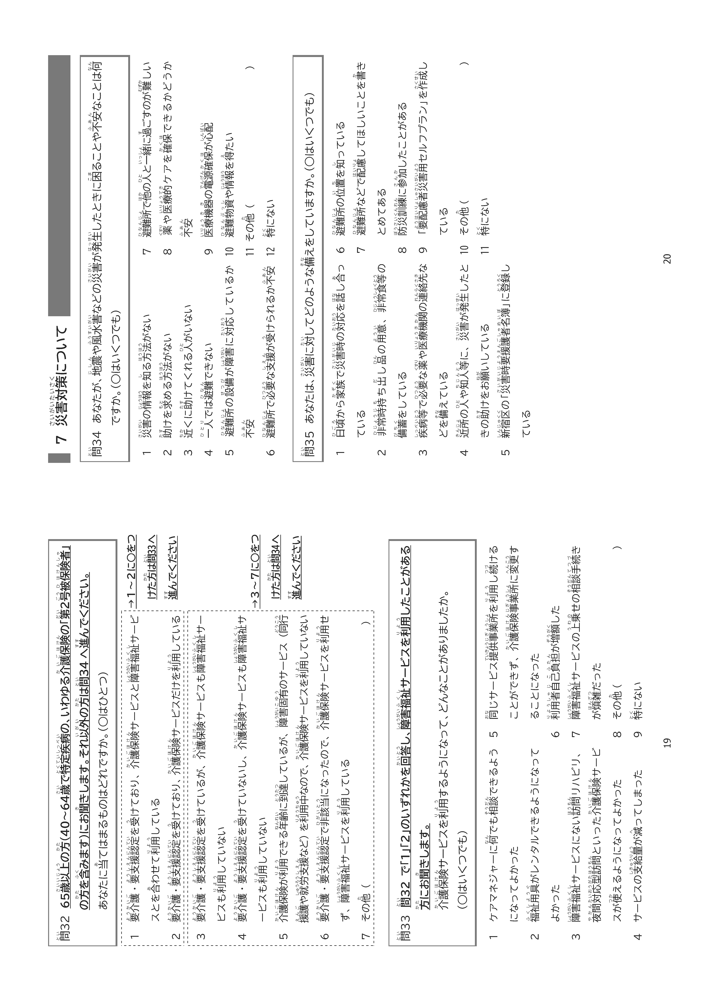 問32 65歳以上の方(40～64歳で特定疾病の、いわゆる介護保険の「第2号被保険者」
の方を含みます)にお聞きします。それ以外の方は問34 へ進んでください。
あなたに当てはまるものはどれですか。(〇はひとつ)
1 要介護・要支援認定を受けており、介護保険サービスと障害福祉サービ
スとを合わせて利用している
2 要介護・要支援認定を受けており、介護保険サービスだけを利用している
→1～2に〇をつ
けた方は問33へ
進んでください
3 要介護・要支援認定を受けているが、介護保険サービスも障害福祉サー
ビスも利用していない
4 要介護・要支援認定を受けていないし、介護保険サービスも障害福祉サ
ービスも利用していない
5 介護保険が利用できる年齢に到達しているが、障害固有のサービス（同行
援護や就労支援など）を利用中なので、介護保険サービスを利用していない
6 要介護・要支援認定で非該当になったので、介護保険サービスを利用せ
ず、障害福祉サービスを利用している
7 その他（ ）
→3～7に〇をつ
けた方は問34へ
進んでください
問33 問32 で「1」「2」のいずれかを回答し、障害福祉サービスを利用したことがある
方にお聞きします。
介護保険サービスを利用するようになって、どんなことがありましたか。
(〇はいくつでも)
1 ケアマネジャーに何でも相談できるよう
になってよかった
2 福祉用具がレンタルできるようになって
よかった
3 障害福祉サービスにない訪問リハビリ、
夜間対応型訪問といった介護保険サービ
スが使えるようになってよかった
4 サービスの支給量が減ってしまった
5 同じサービス提供事業所を利用し続ける
ことができず、介護保険事業所に変更す
ることになった
6 利用者自己負担が増額した
7 障害福祉サービスの上乗せの相談手続き
が煩雑だった
8 その他（ ）
9 特にない
19
7 災害対策について
問34 あなたが、地震や風水害などの災害が発生したときに困ることや不安なことは何
ですか。(〇はいくつでも)
1 災害の情報を知る方法がない
2 助けを求める方法がない
3 近くに助けてくれる人がいない
4 一人では避難できない
5 避難所の設備が障害に対応しているか
不安
6 避難所で必要な支援が受けられるか不安
7 避難所で他の人と一緒に過ごすのが難しい
8 薬や医療的ケアを確保できるかどうか
不安
9 医療機器の電源確保が心配
10 避難物資や情報を得たい
11 その他（ ）
12 特にない
問35 あなたは、災害に対してどのような備えをしていますか。(〇はいくつでも)
1 日頃から家族で災害時の対応を話し合っ
ている
2 非常時持ち出し品の用意、非常食等の
備蓄をしている
3 疾病等で必要な薬や医療機関の連絡先な
どを備えている
4 近所の人や知人等に、災害が発生したと
きの助けをお願いしている
5 新宿区の「災害時要援護者名簿」に登録し
ている
6 避難所の位置を知っている
7 避難所などで配慮してほしいことを書き
とめてある
8 防災訓練に参加したことがある
9 「要配慮者災害用セルフプラン」を作成し
ている
10 その他（ ）
11 特にない
20